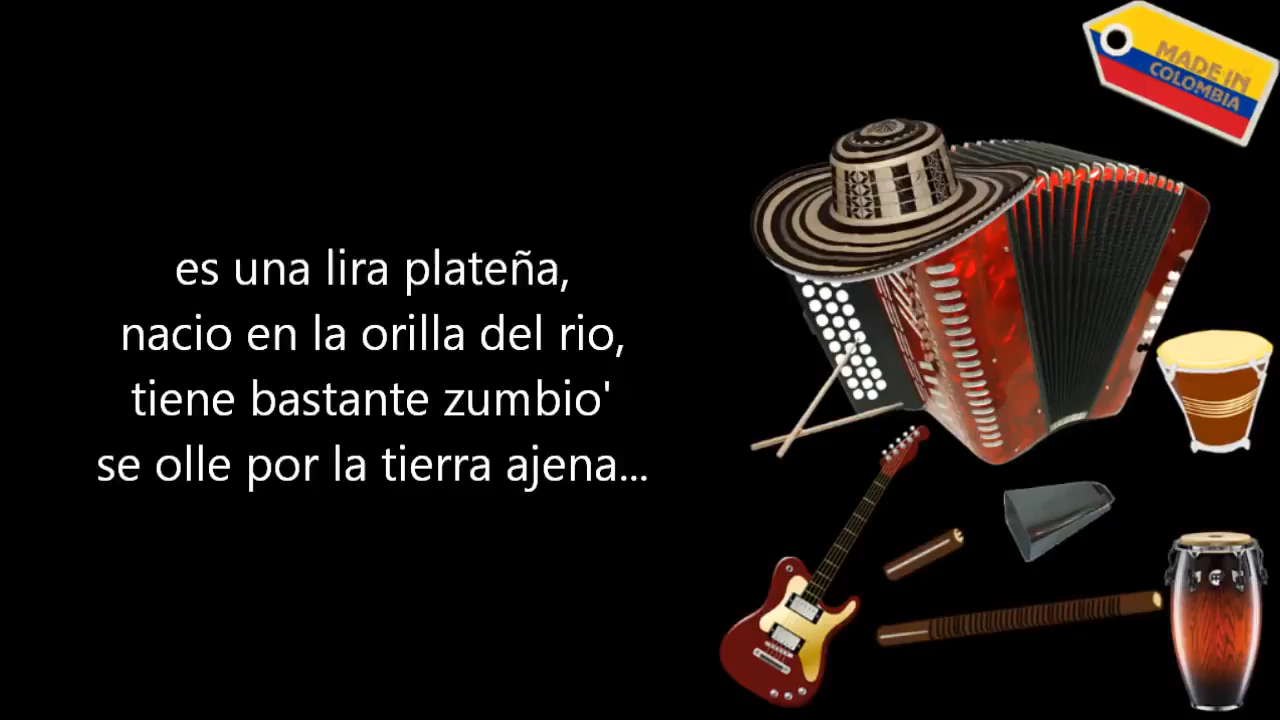 MADE IN
COLOMBIA
es una lira plateña,
nacio en la orilla del rio,
tiene bastante zumbio'
se olle por la tierra ajena...